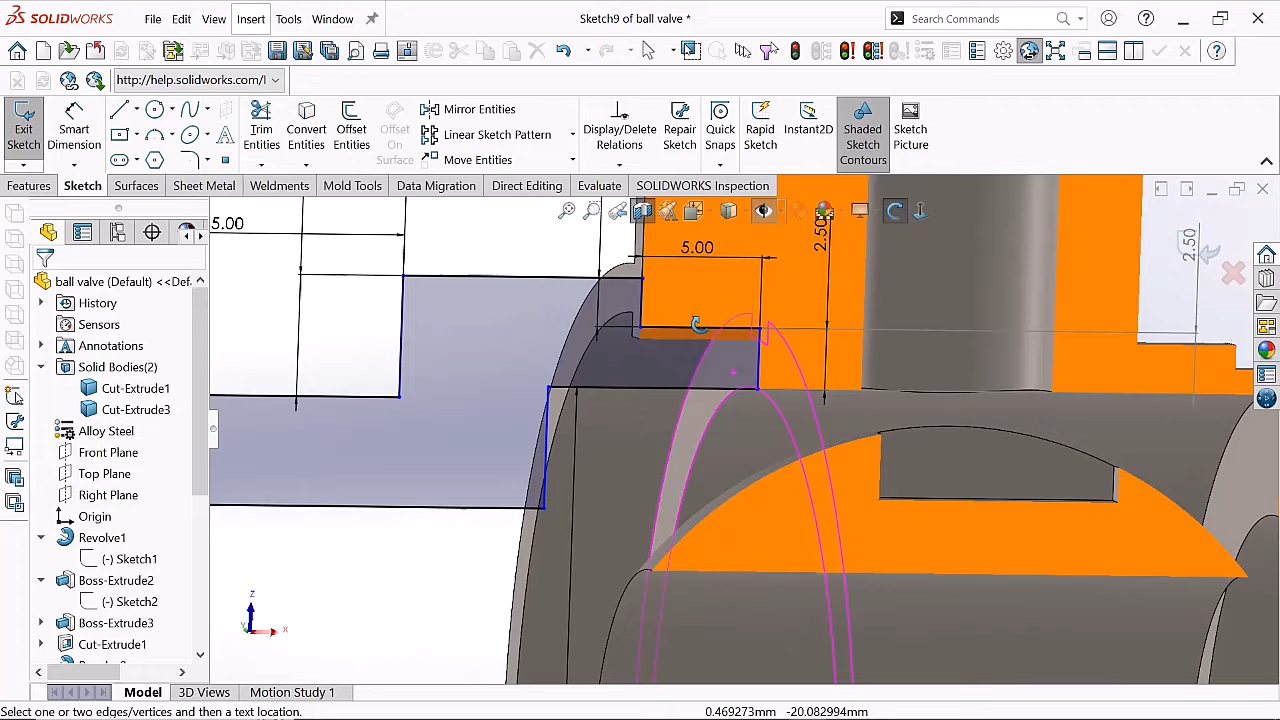 SOLIDWORKS
File
Edit
View
Insert
Tools
Window
Sketch9 of ball valve *
Search Commands
http://help.solidworks.com/I
Exit Sketch
Smart Dimension
Trim Entities
Convert Entities
Offset Entities
Offset On Surface
Mirror Entities
Linear Sketch Pattern
Move Entities
Display/Delete Relations
Repair Sketch
Quick Snaps
Rapid Sketch
Instant2D
Shaded Sketch Contours
Sketch Picture
Features
Sketch
Surfaces
Sheet Metal
Weldments
Mold Tools
Data Migration
Direct Editing
Evaluate
SOLIDWORKS Inspection
ball valve (Default) <<Def
History
Sensors
Annotations
Solid Bodies(2)
Cut-Extrude1
Cut-Extrude3
Alloy Steel
Front Plane
Top Plane
Right Plane
Origin
Revolve1
(-) Sketch1
Boss-Extrude2
(-) Sketch2
Boss-Extrude3
Cut-Extrude1
5.00
5.00
2.50
2.50
z
x
Model
3D Views
Motion Study 1
Select one or two edges/vertices and then a text location.
0.469273mm
-20.082994mm